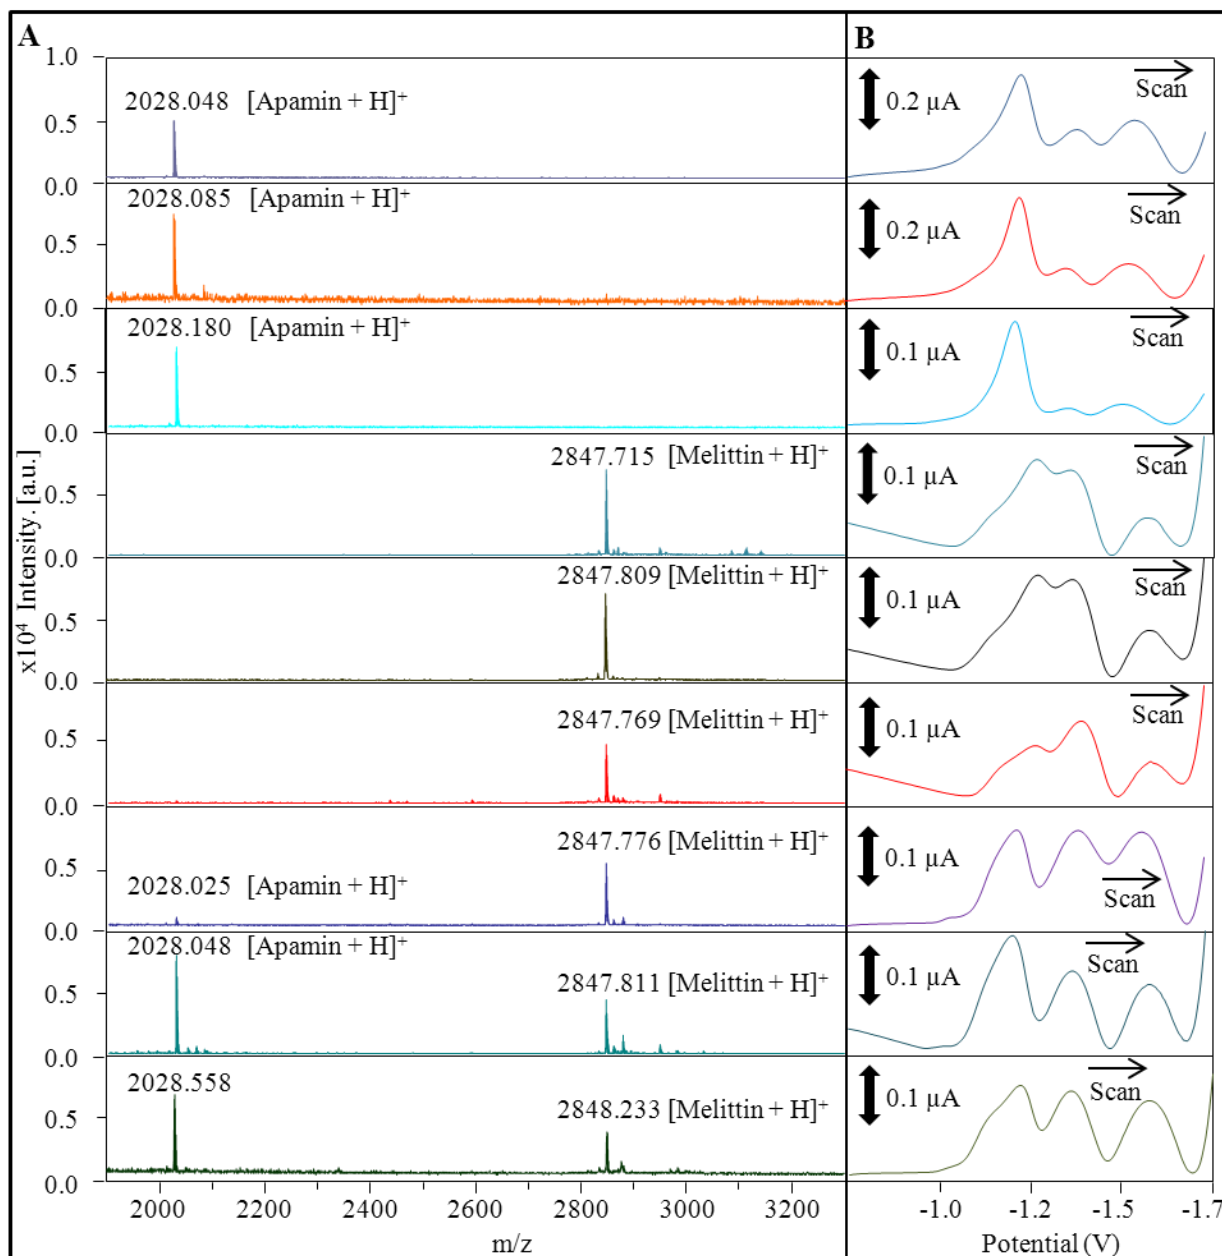 A
B
1.0
2028.048 [Apamin + H]⁺
0.5
0.0
0.2 µA
Scan
2028.085 [Apamin + H]⁺
0.5
0.0
0.2 µA
Scan
2028.180 [Apamin + H]⁺
0.5
0.0
0.1 µA
Scan
2847.715 [Melittin + H]⁺
0.5
0.0
0.1 µA
Scan
2847.809 [Melittin + H]⁺
0.5
0.0
0.1 µA
Scan
2847.769 [Melittin + H]⁺
0.5
0.0
0.1 µA
Scan
2847.776 [Melittin + H]⁺
2028.025 [Apamin + H]⁺
0.5
0.0
0.1 µA
Scan
2028.048 [Apamin + H]⁺
2847.811 [Melittin + H]⁺
0.5
0.0
0.1 µA
Scan
2028.558
2848.233 [Melittin + H]⁺
0.5
0.0
0.1 µA
Scan
x10⁴ Intensity. [a.u.]
2000 2200 2400 2600 2800 3000 3200
m/z
-1.0 -1.2 -1.5 -1.7
Potential (V)